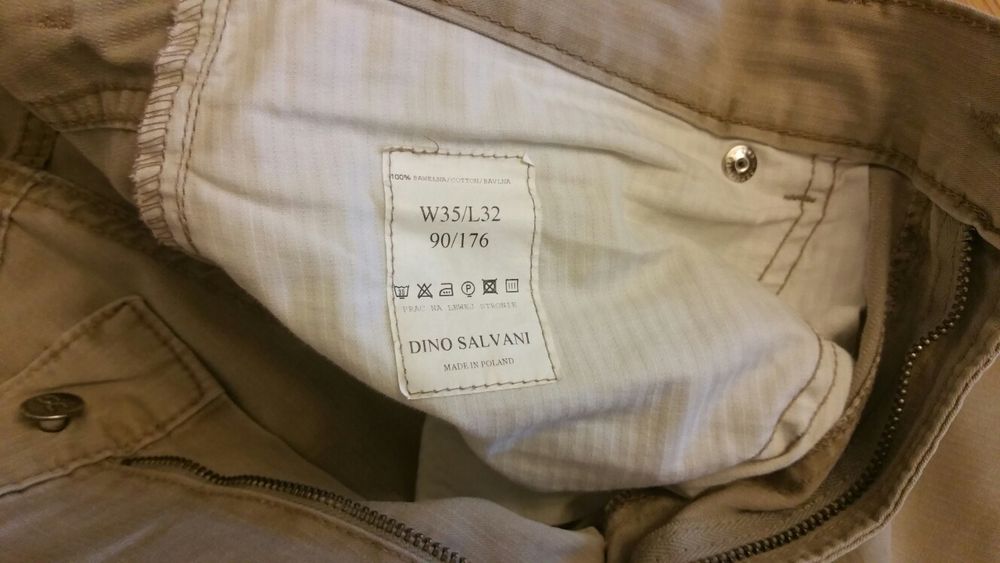 100% BAWEŁNA/COTTON/BAVLNA
W35/L32
90/176
PRAĆ NA LEWEJ STRONIE
DINO SALVANI
MADE IN POLAND